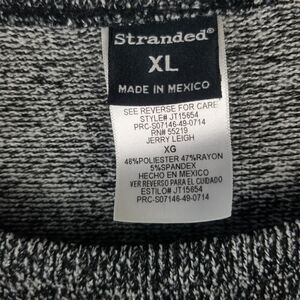 Stranded®
XL
MADE IN MEXICO
SEE REVERSE FOR CARE
STYLE# JT15654
PRC-S07146-49-0714
RN# 55219
JERRY LEIGH
XG
48%POLIESTER 47%RAYON
5%SPANDEX
HECHO EN MEXICO
VER REVERSO PARA EL CUIDADO
ESTILO# JT15654
PRC-S07146-49-0714